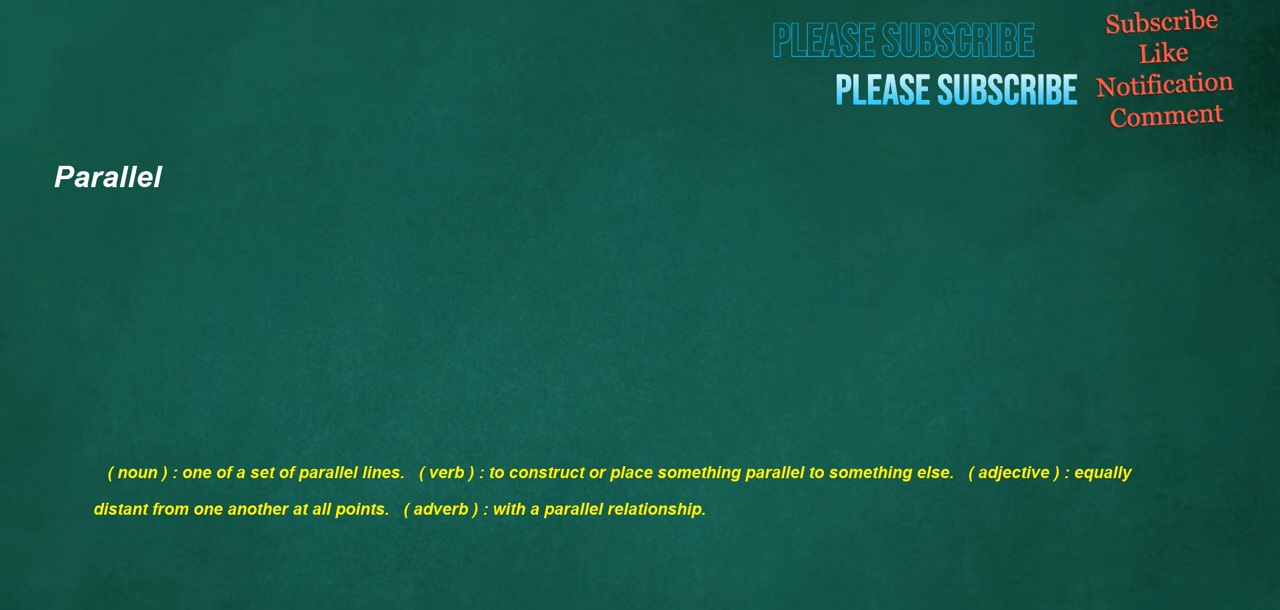 PLEASE SUBSCRIBE
PLEASE SUBSCRIBE
Subscribe
Like
Notification
Comment
Parallel
( noun ) : one of a set of parallel lines. ( verb ) : to construct or place something parallel to something else. ( adjective ) : equally
distant from one another at all points. ( adverb ) : with a parallel relationship.